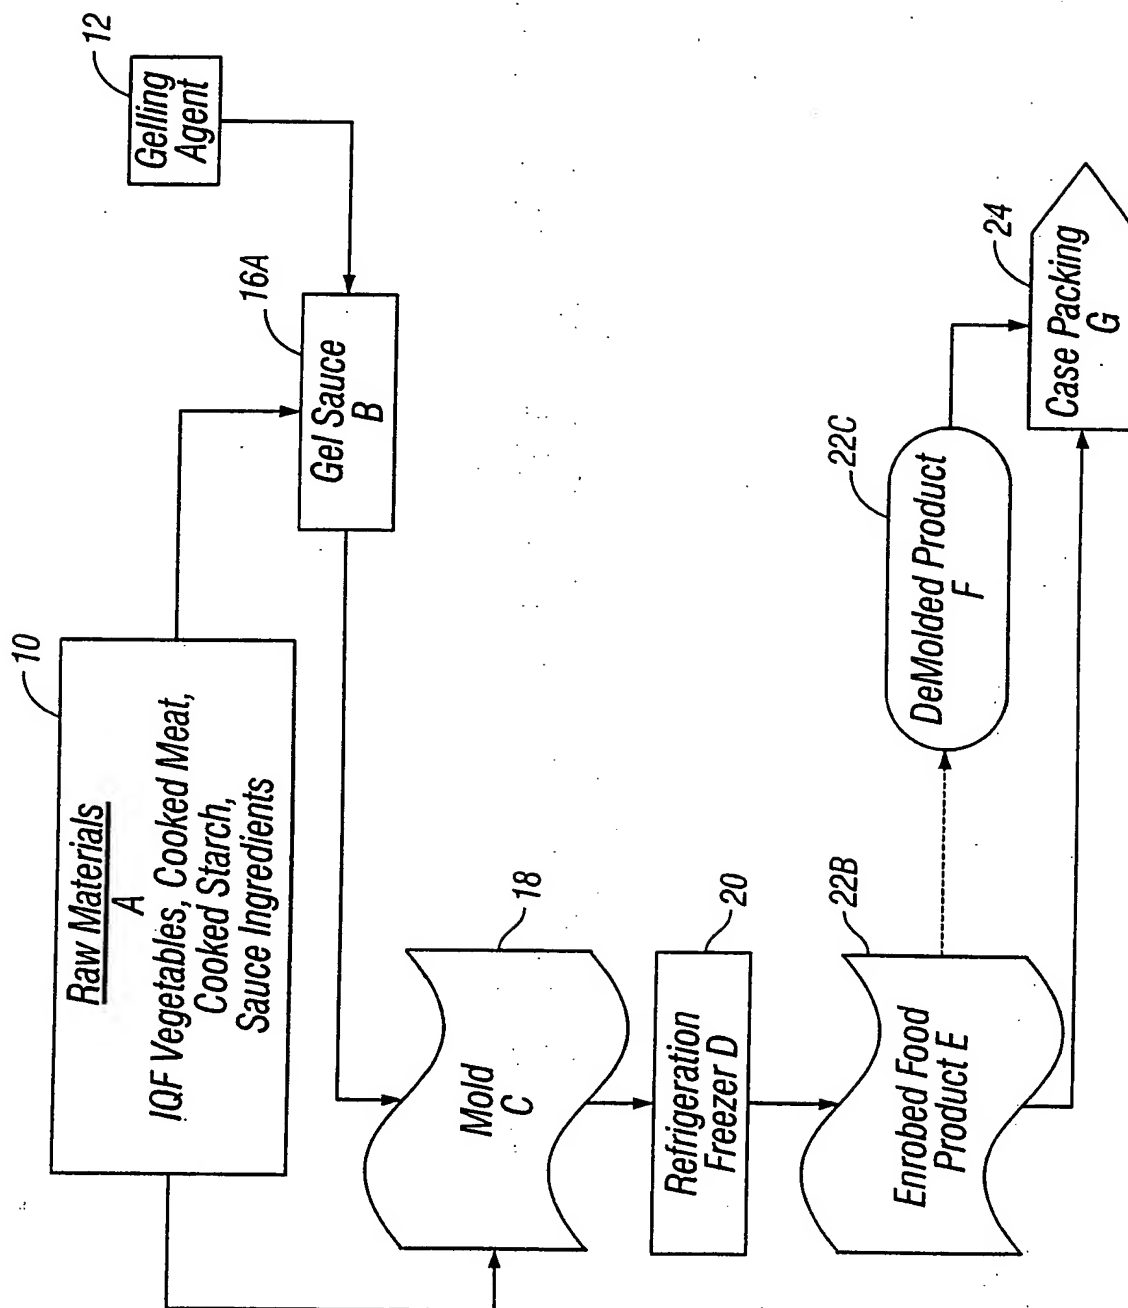 10
Raw Materials
A
IQF Vegetables, Cooked Meat,
Cooked Starch,
Sauce Ingredients
12
Gelling
Agent
16A
Gel Sauce
B
18
Mold
C
20
Refrigeration
Freezer D
22B
Enrobed Food
Product E
22C
DeMolded Product
F
24
Case Packing
G